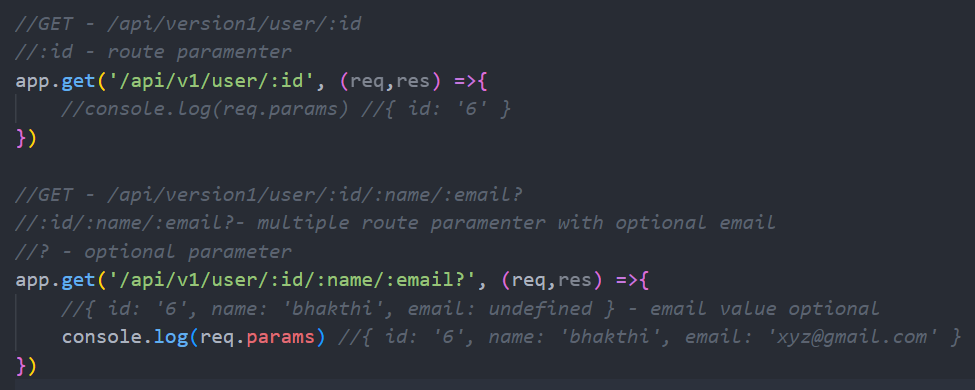 //GET - /api/version1/user/:id
//:id - route paramenter
app.get('/api/v1/user/:id', (req,res) =>{
    //console.log(req.params) //{ id: '6' }
})

//GET - /api/version1/user/:id/:name/:email?
//:id/:name/:email?- multiple route paramenter with optional email
//? - optional parameter
app.get('/api/v1/user/:id/:name/:email?', (req,res) =>{
    //{ id: '6', name: 'bhakthi', email: undefined } - email value optional
    console.log(req.params) //{ id: '6', name: 'bhakthi', email: 'xyz@gmail.com' }
})